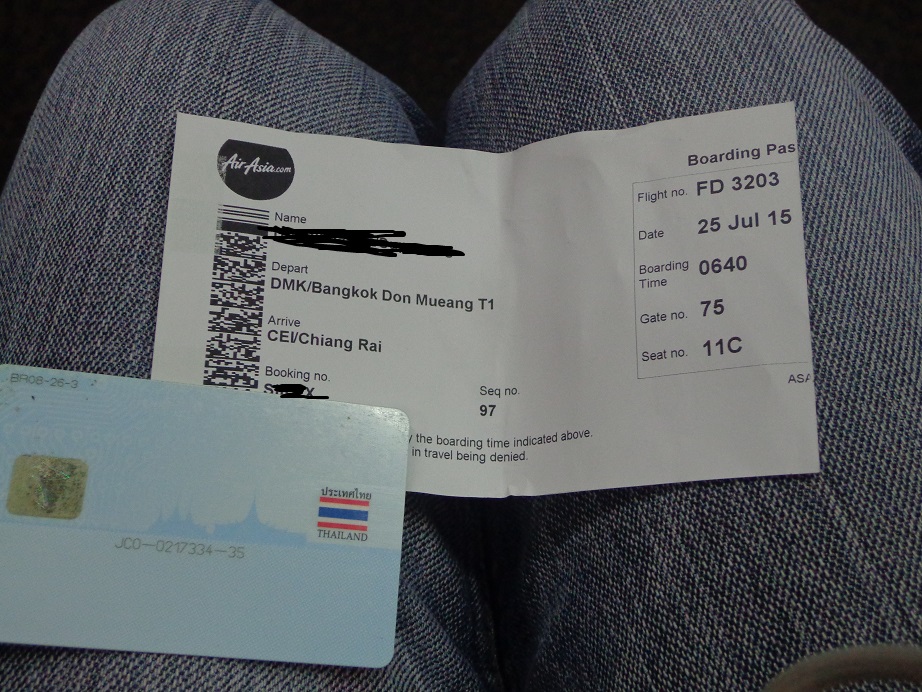 AirAsia.com
Boarding Pas
Name
Depart
DMK/Bangkok Don Mueang T1
Arrive
CEI/Chiang Rai
Booking no.
Seq no.
97
Flight no. FD 3203
Date 25 Jul 15
Boarding Time 0640
Gate no. 75
Seat no. 11C
ASA
the boarding time indicated above.
in travel being denied.
BR06-26-3
ประเทศไทย
THAILAND
JC0-0217334-35